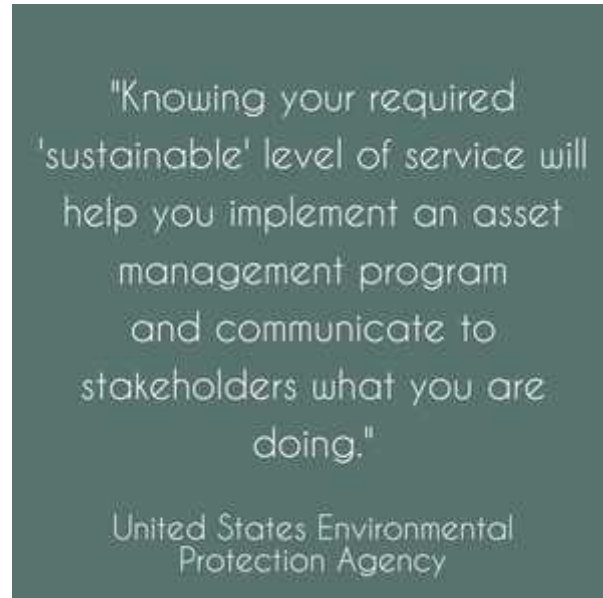 "Knowing your required
'sustainable' level of service will
help you implement an asset
management program
and communicate to
stakeholders what you are
doing."
United States Environmental
Protection Agency